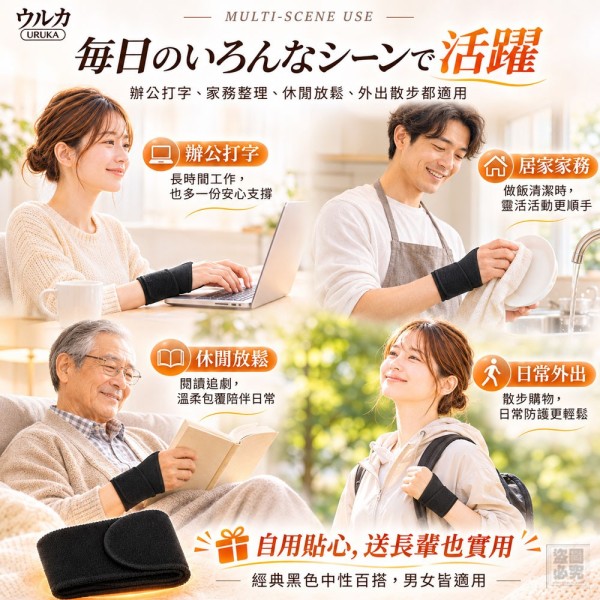 ウルカ
URUKA
MULTI-SCENE USE
毎日のいろんなシーンで活躍
辦公打字、家務整理、休閒放鬆、外出散步都適用
辦公打字
長時間工作,
也多一份安心支撐
居家家務
做飯清潔時,
靈活活動更順手
休閒放鬆
閱讀追劇,
溫柔包覆陪伴日常
日常外出
散步購物,
日常防護更輕鬆
自用貼心,送長輩也實用
經典黑色中性百搭,男女皆適用
盜圖
必究